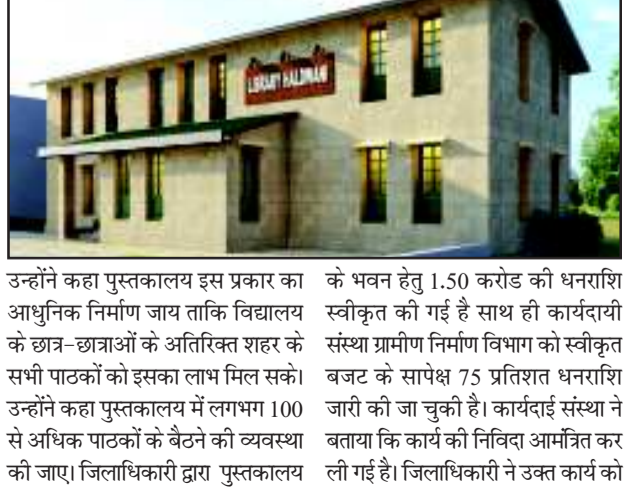 LIBRARY HALDWANI
उन्होंने कहा पुस्तकालय इस प्रकार का
आधुनिक निर्माण जाय ताकि विद्यालय
के छात्र-छात्राओं के अतिरिक्त शहर के
सभी पाठकों को इसका लाभ मिल सके।
उन्होंने कहा पुस्तकालय में लगभग 100
से अधिक पाठकों के बैठने की व्यवस्था
की जाए। जिलाधिकारी द्वारा पुस्तकालय
के भवन हेतु 1.50 करोड की धनराशि
स्वीकृत की गई है साथ ही कार्यदायी
संस्था ग्रामीण निर्माण विभाग को स्वीकृत
बजट के सापेक्ष 75 प्रतिशत धनराशि
जारी की जा चुकी है। कार्यदाई संस्था ने
बताया कि कार्य की निविदा आमंत्रित कर
ली गई है। जिलाधिकारी ने उक्त कार्य को